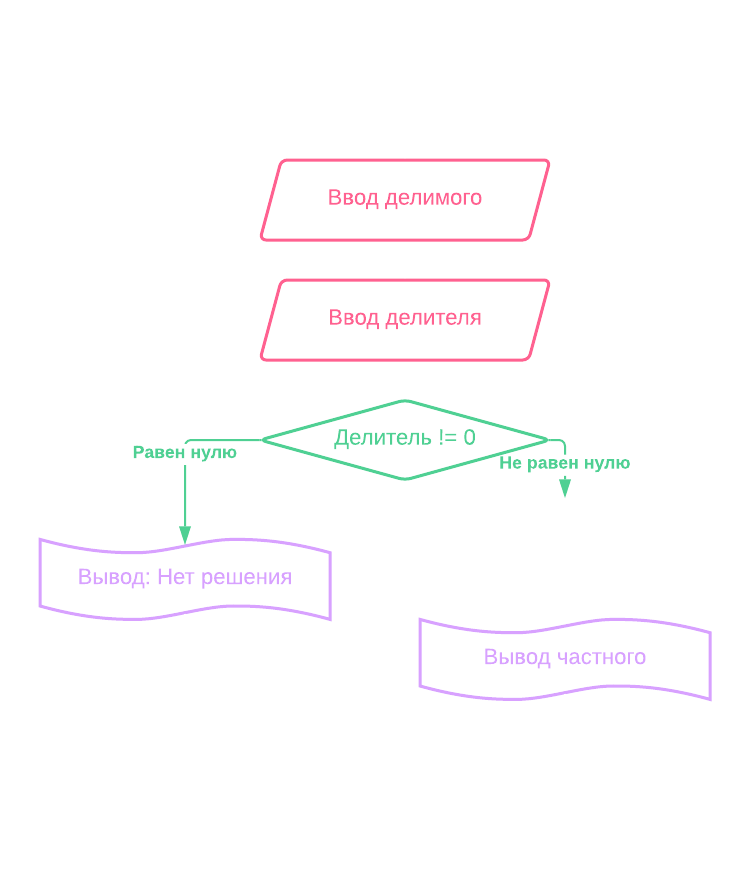 Ввод делимого
Ввод делителя
Делитель != 0
Равен нулю
Не равен нулю
Вывод: Нет решения
Вывод частного